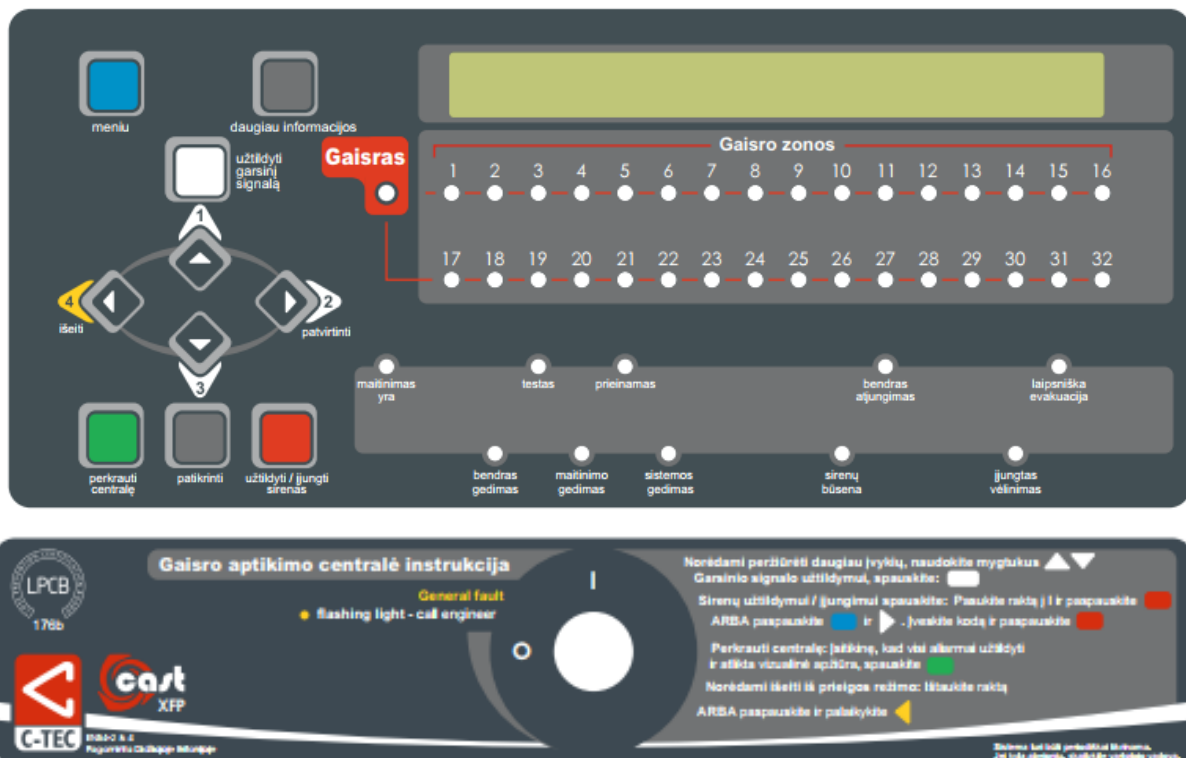 meniu
daugiau informacijos
užtildyti
garsinį
signalą
1
4
išeiti
2
patvirtinti
3
perkrauti
centralę
patikrinti
užtildyti / įjungti
sirenas
Gaisras
Gaisro zonos
1 2 3 4 5 6 7 8 9 10 11 12 13 14 15 16
17 18 19 20 21 22 23 24 25 26 27 28 29 30 31 32
maitinimas
yra
testas
prieinamas
bendras
atjungimas
laipsniška
evakuacija
bendras
gedimas
maitinimo
gedimas
sistemos
gedimas
sirenų
būsena
įjungtas
vėlinimas
LPCB
176b
Gaisro aptikimo centralė instrukcija
General fault
flashing light - call engineer
C-TEC
cast
XFP
I
O
Norėdami peržiūrėti daugiau įvykių, naudokite mygtukus
Garsinio signalo užtildymui, spauskite:
Sirenų užtildymui / įjungimui spauskite: Pasukite raktą į I ir paspauskite
ARBA paspauskite ir . Įveskite kodą ir paspauskite
Perkrauti centralę: Įsitikinę, kad visi aliarmai užtildyti
ir atlikta vizualinė apžiūra, spauskite
Norėdami išeiti iš prieigos režimo: Ištraukite raktą
ARBA paspauskite ir palaikykite